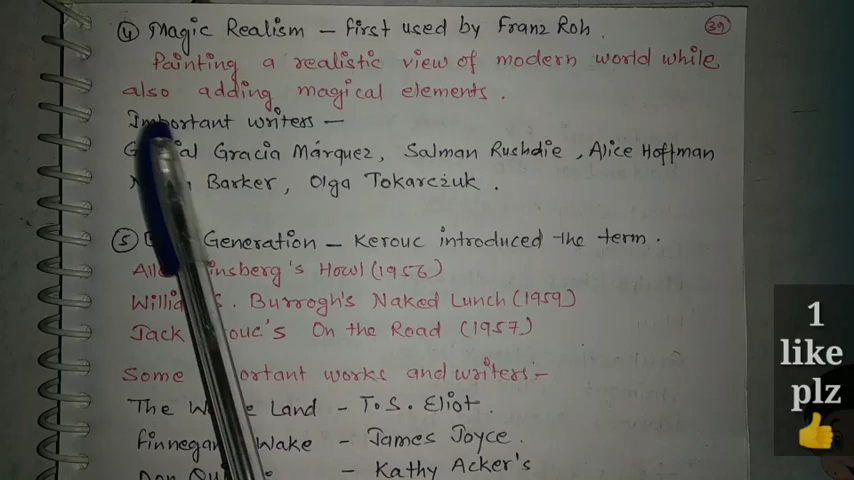 ④ Magic Realism - first used by Franz Roh. 39
Painting a realistic view of modern world while
also adding magical elements.
Important writers -
Gracia Márquez, Salman Rushdie, Alice Hoffman
Barker, Olga Tokarczuk.
⑤ Generation - Kerouc introduced the term.
Howl (1956)
S. Burrogh's Naked Lunch (1959)
Jack On the Road (1957)
Some works and writers:-
The Land - T.S. Eliot.
Wake - James Joyce.
- Kathy Acker's
1
like
plz
👍